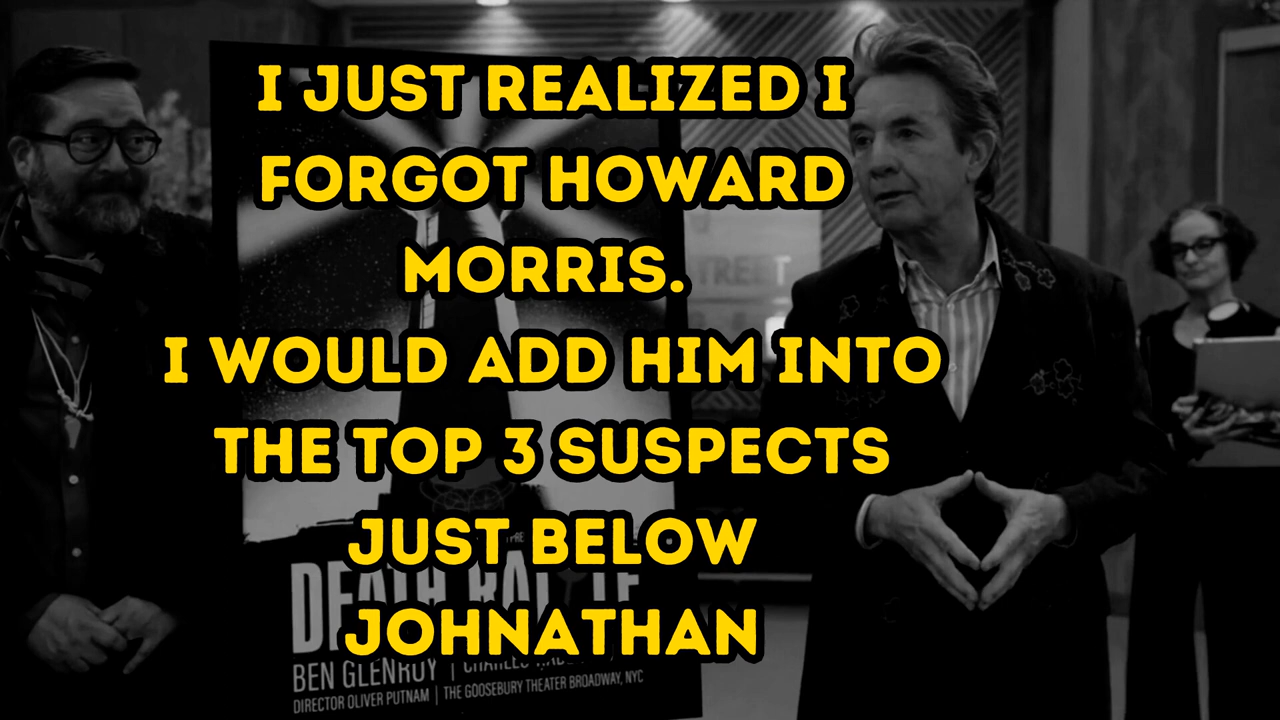 I JUST REALIZED I
FORGOT HOWARD
MORRIS.
I WOULD ADD HIM INTO
THE TOP 3 SUSPECTS
JUST BELOW
JOHNATHAN
BEN GLENROY | CHARLES
DIRECTOR OLIVER PUTNAM | THE GOOSEBURY THEATER BROADWAY, NYC